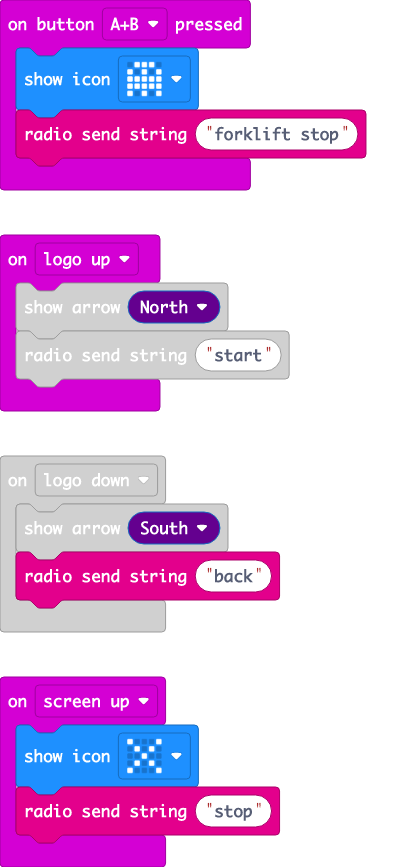 on button A+B pressed
show icon
radio send string "forklift stop"
on logo up
show arrow North
radio send string "start"
on logo down
show arrow South
radio send string "back"
on screen up
show icon
radio send string "stop"